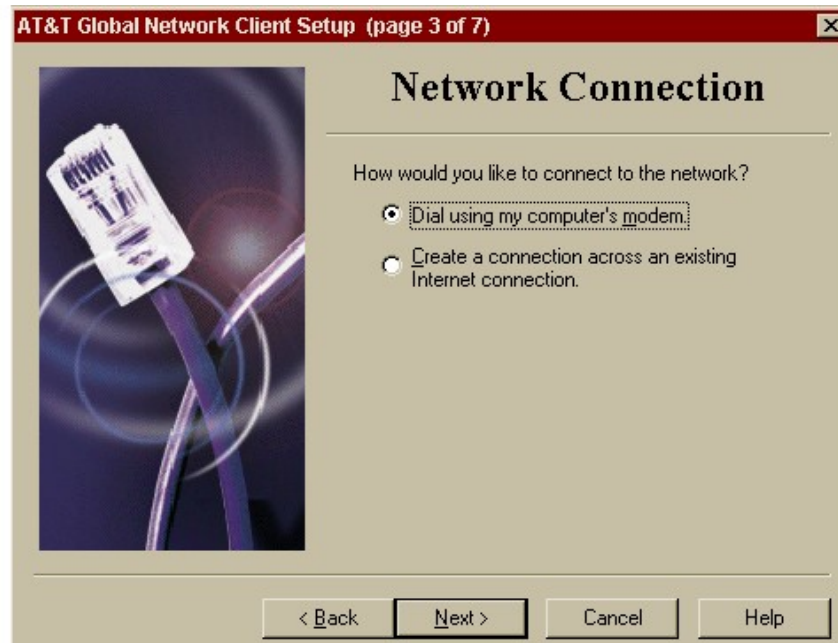 AT&T Global Network Client Setup (page 3 of 7)
Network Connection
How would you like to connect to the network?
Dial using my computer's modem.
Create a connection across an existing
Internet connection.
< Back Next > Cancel Help